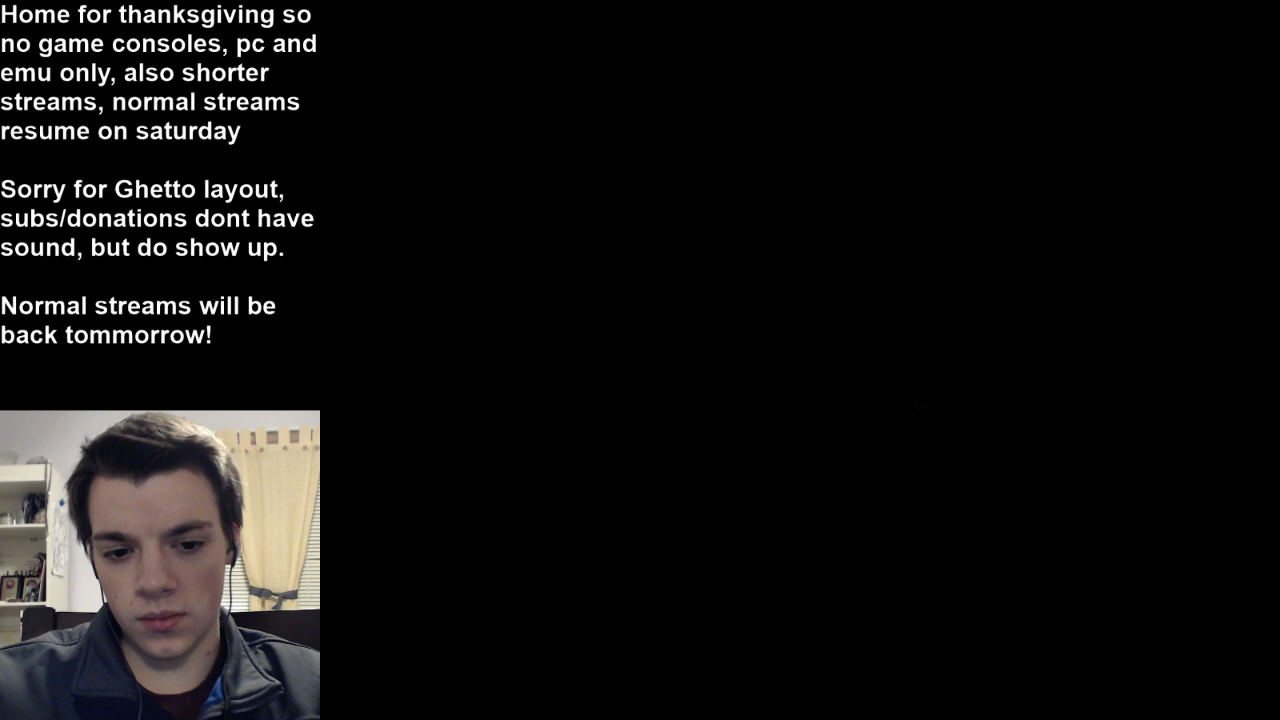 Home for thanksgiving so
no game consoles, pc and
emu only, also shorter
streams, normal streams
resume on saturday
Sorry for Ghetto layout,
subs/donations dont have
sound, but do show up.
Normal streams will be
back tommorrow!